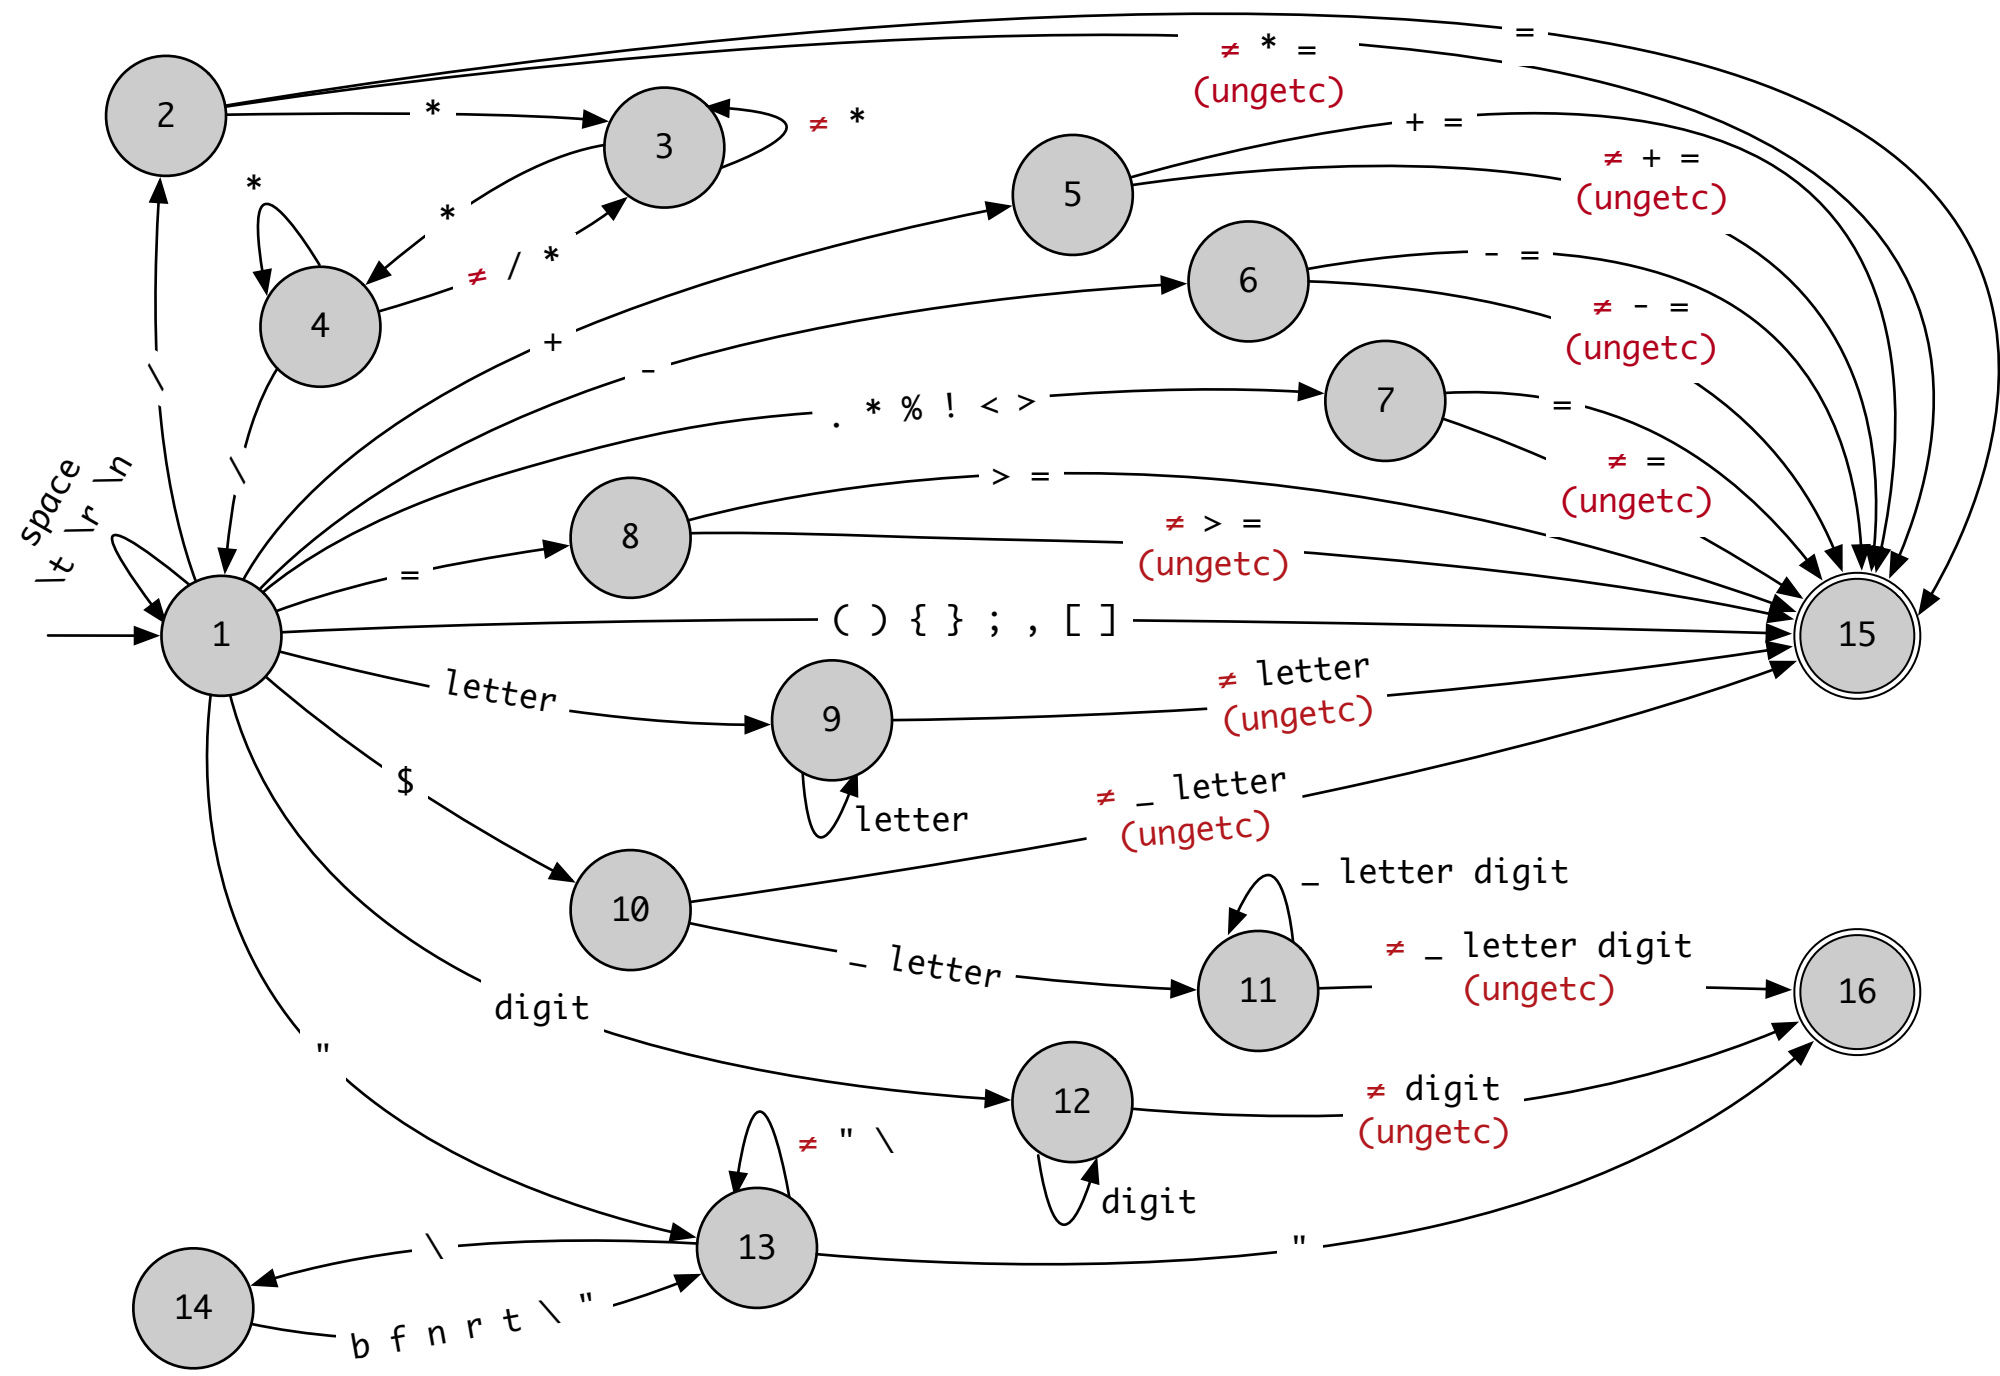 =
≠ * =
(ungetc)
2
*
3
≠ *
+ =
≠ + =
(ungetc)
*
5
*
≠ / *
- =
6
4
≠ - =
(ungetc)
+
-
\
. * % ! < >
7
=
≠ =
(ungetc)
\
space
\t \r \n
> =
≠ > =
(ungetc)
8
=
1
( ) { } ; , [ ]
15
letter
9
≠ letter
(ungetc)
letter
$
≠ _ letter
(ungetc)
10
_ letter
_ letter digit
11
≠ _ letter digit
(ungetc)
16
digit
"
12
≠ digit
(ungetc)
digit
≠ " \
13
"
\
14
b f n r t \ "